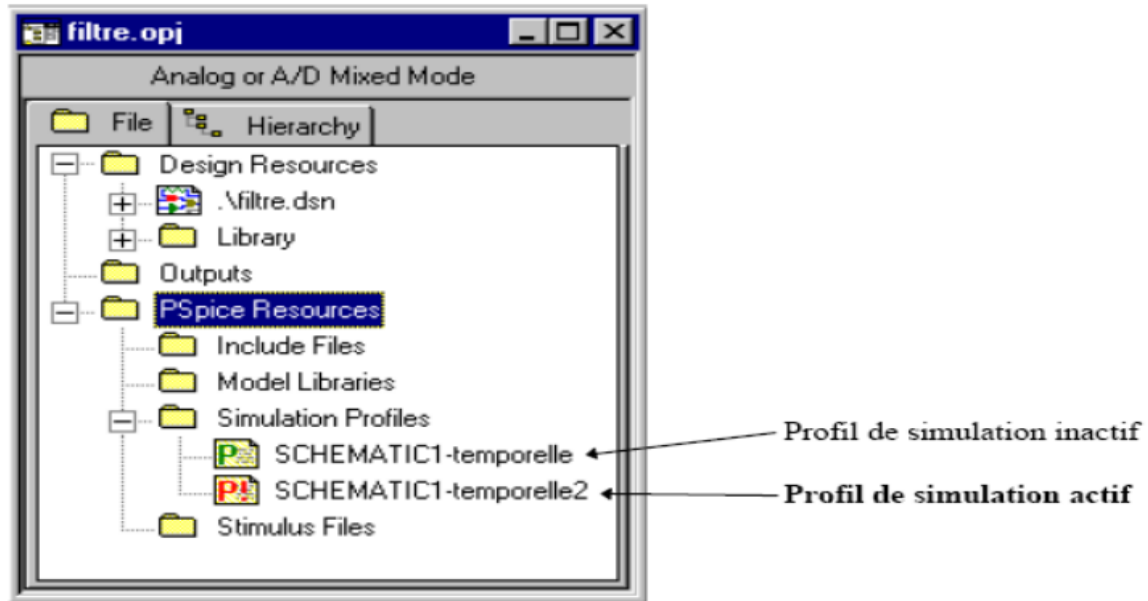 filtre.opj
Analog or A/D Mixed Mode
File Hierarchy
Design Resources
.\filtre.dsn
Library
Outputs
PSpice Resources
Include Files
Model Libraries
Simulation Profiles
SCHEMATIC1-temporelle
Profil de simulation inactif
SCHEMATIC1-temporelle2
Profil de simulation actif
Stimulus Files